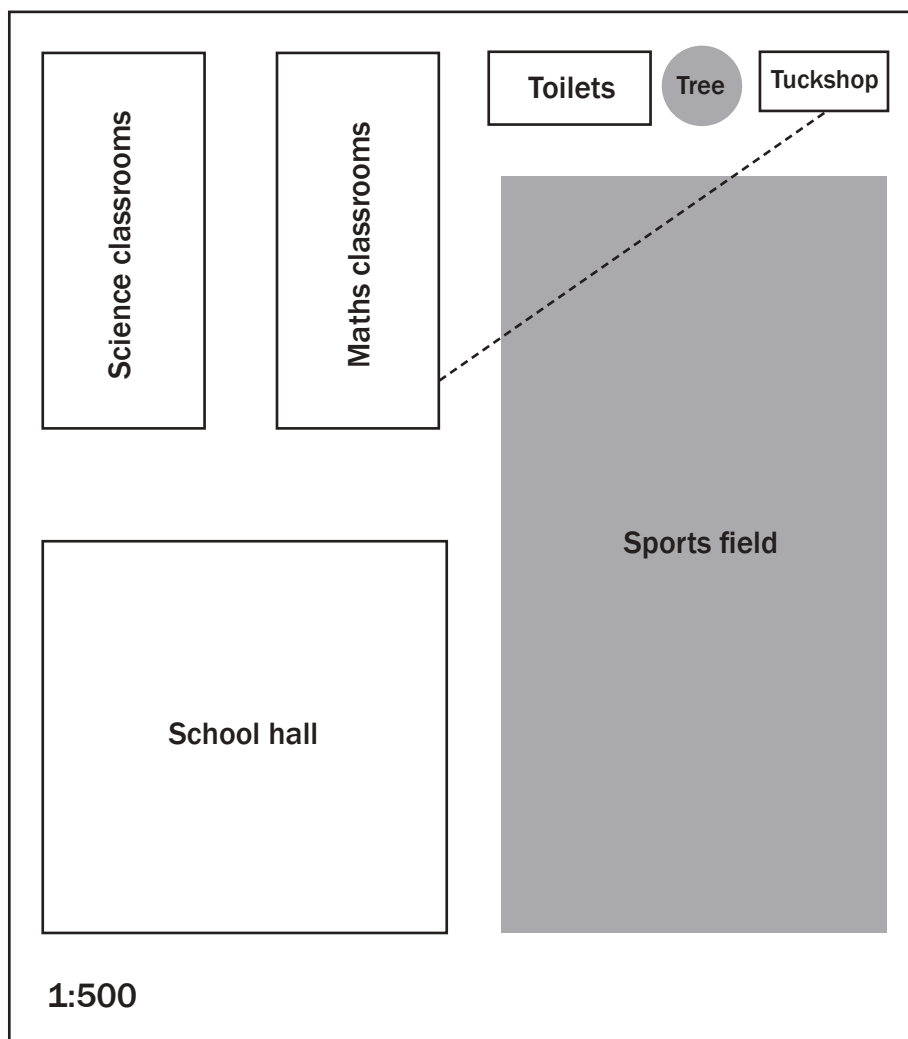 Science classrooms
Maths classrooms
Toilets
Tree
Tuckshop
Sports field
School hall
1:500